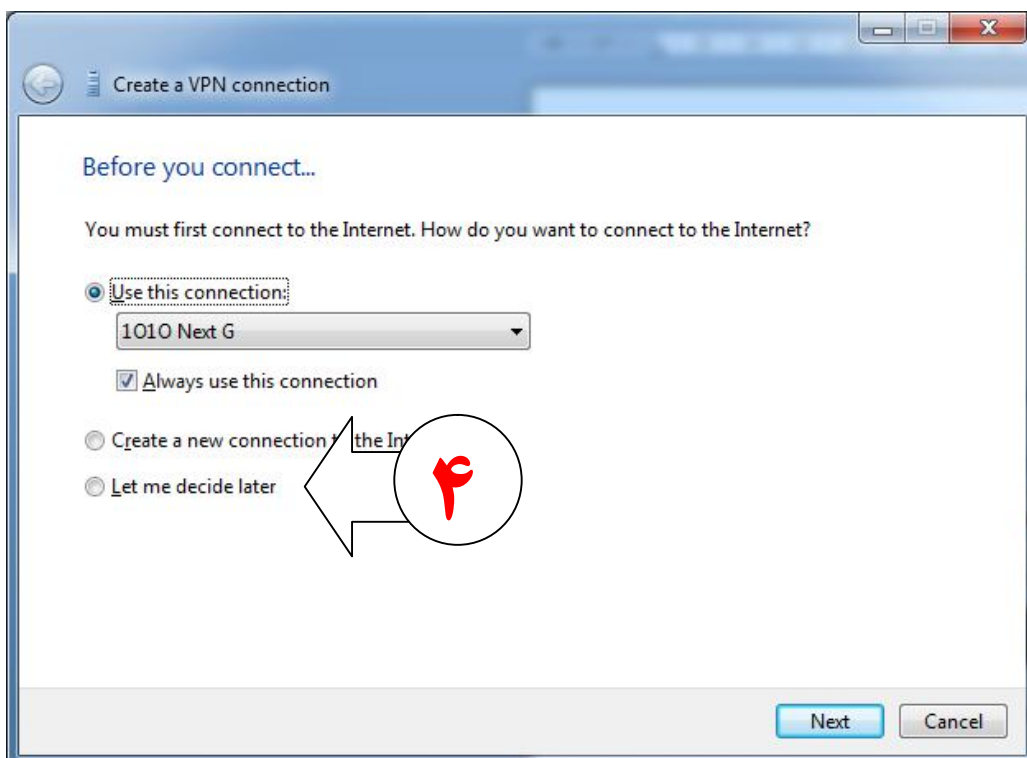 Create a VPN connection
Before you connect...
You must first connect to the Internet. How do you want to connect to the Internet?
Use this connection:
1O1O Next G
Always use this connection
Create a new connection to the
Let me decide later
۴
Next
Cancel